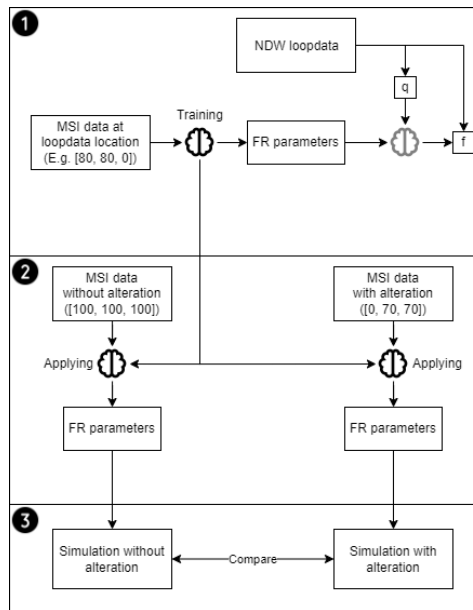 1
NDW loopdata
q
Training
MSI data at
loopdata location
(E.g. [80, 80, 0])
FR parameters
f
2
MSI data
without alteration
([100, 100, 100])
MSI data
with alteration
([0, 70, 70])
Applying
Applying
FR parameters
FR parameters
3
Simulation without
alteration
Compare
Simulation with
alteration